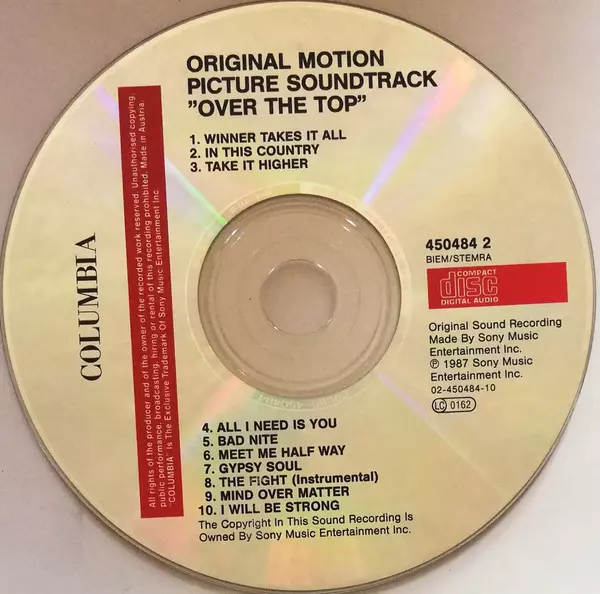 ORIGINAL MOTION
PICTURE SOUNDTRACK
"OVER THE TOP"
1. WINNER TAKES IT ALL
2. IN THIS COUNTRY
3. TAKE IT HIGHER
COLUMBIA
All rights of the producer and of the owner of the recorded work reserved. Unauthorised copying,
public performance, broadcasting, hiring or rental of this recording prohibited. Made in Austria.
"COLUMBIA" Is The Exclusive Trademark Of Sony Music Entertainment Inc.
450484 2
BIEM/STEMRA
COMPACT
disc
DIGITAL AUDIO
Original Sound Recording
Made By Sony Music
Entertainment Inc.
℗ 1987 Sony Music
Entertainment Inc.
02-450484-10
LC 0162
4. ALL I NEED IS YOU
5. BAD NITE
6. MEET ME HALF WAY
7. GYPSY SOUL
8. THE FIGHT (Instrumental)
9. MIND OVER MATTER
10. I WILL BE STRONG
The Copyright In This Sound Recording Is
Owned By Sony Music Entertainment Inc.